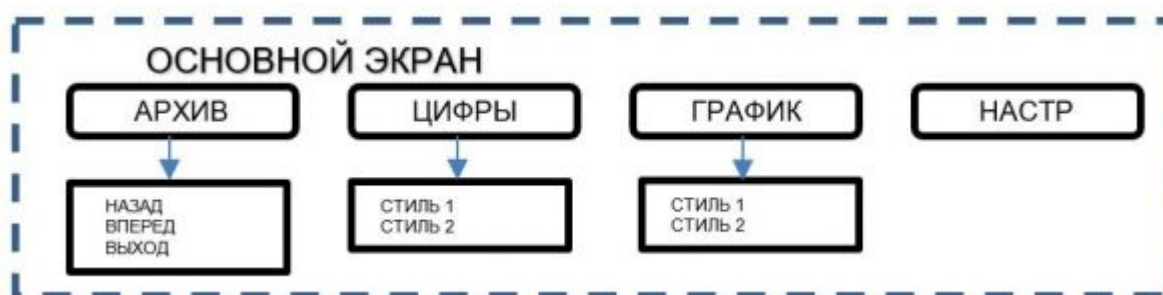 ОСНОВНОЙ ЭКРАН
АРХИВ
ЦИФРЫ
ГРАФИК
НАСТР
НАЗАД
ВПЕРЕД
ВЫХОД
СТИЛЬ 1
СТИЛЬ 2
СТИЛЬ 1
СТИЛЬ 2